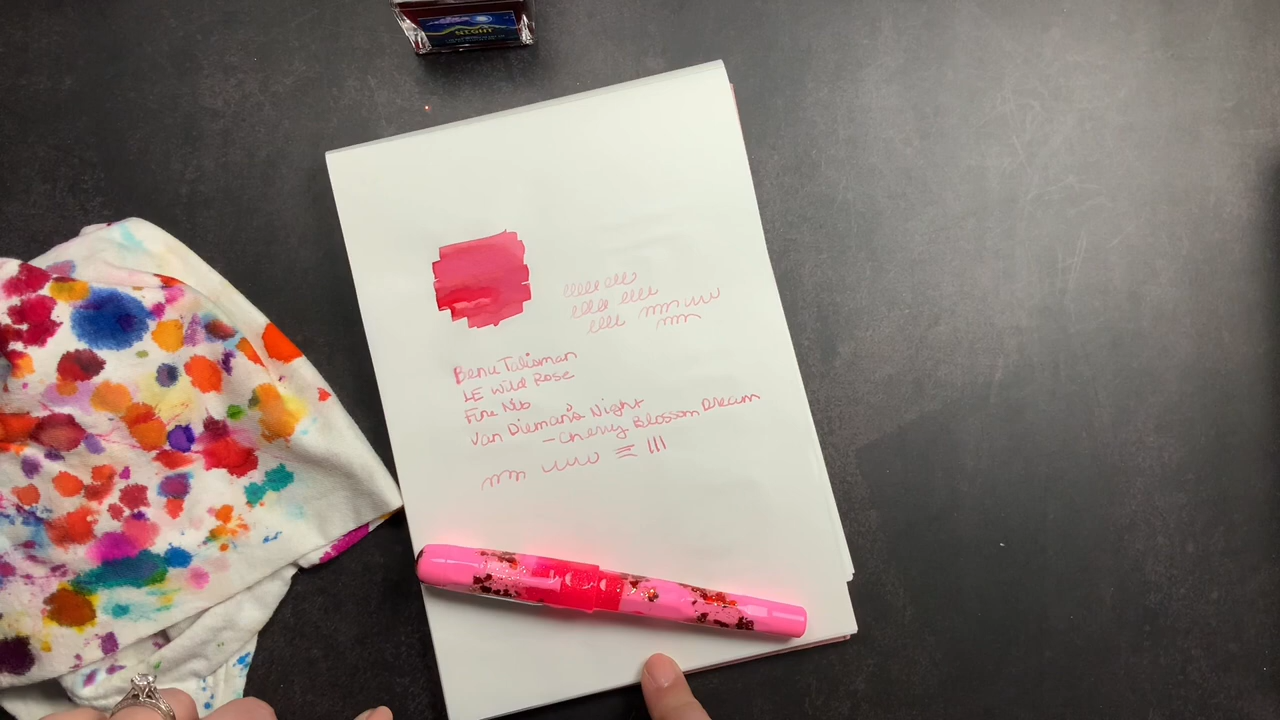 NIGHT
Benu Talisman
LE Wild Rose
Fine Nib
Van Dieman's Night
- Cherry Blossom Dream